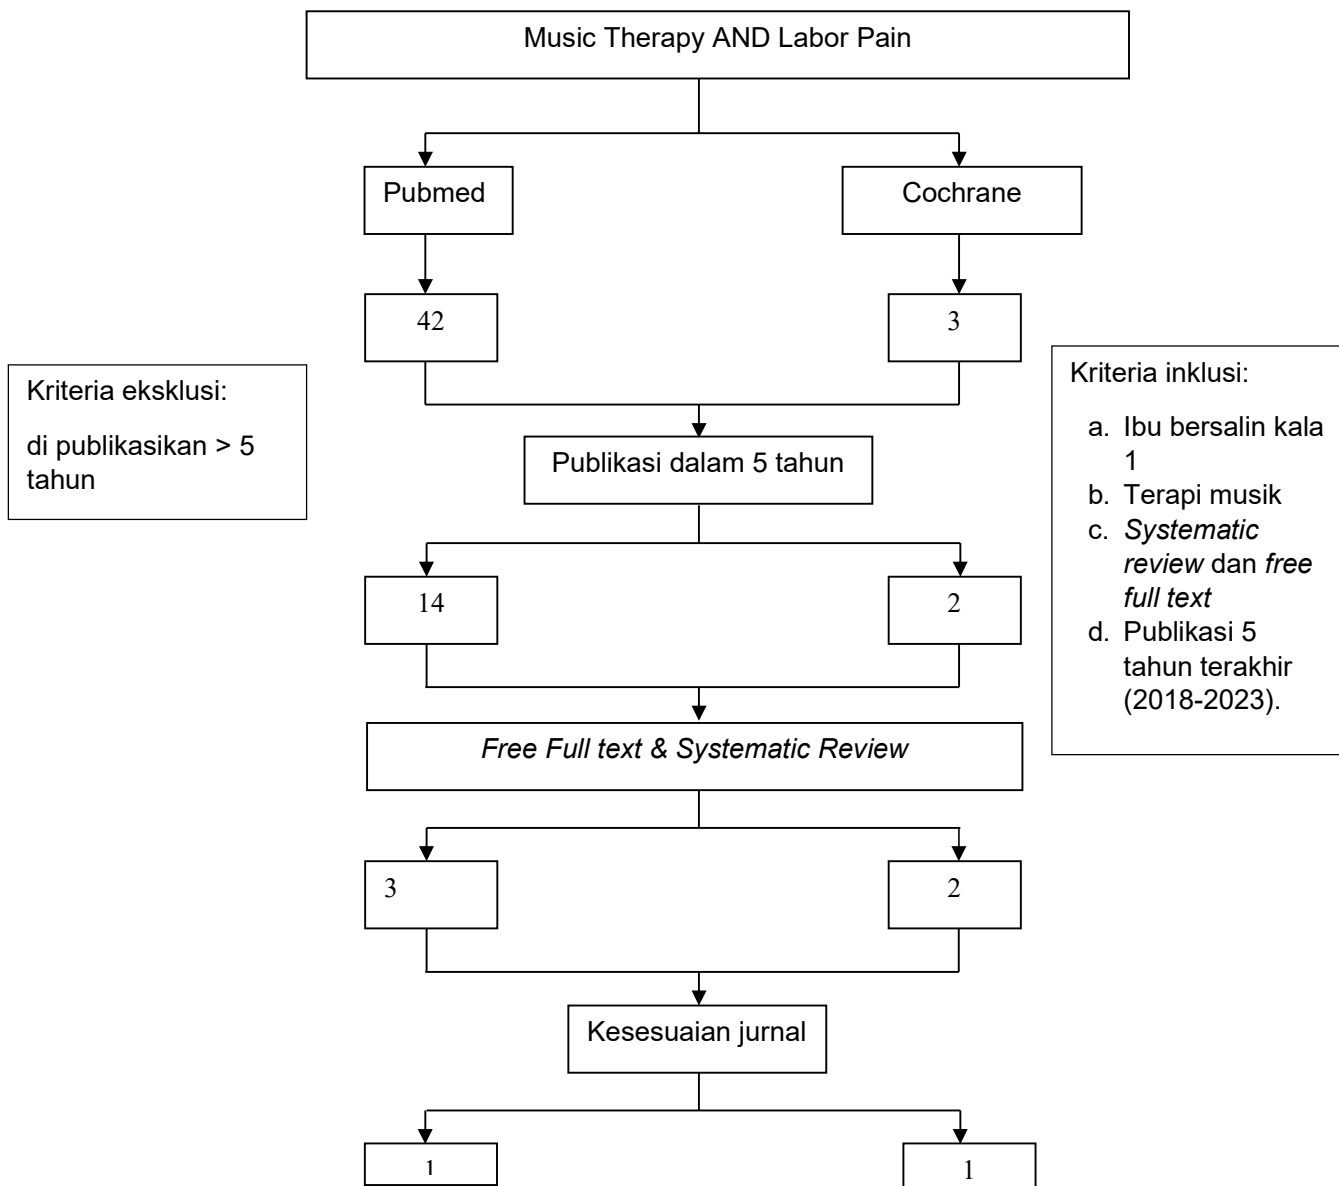 Music Therapy AND Labor Pain
Pubmed
Cochrane
42
3
Kriteria eksklusi:
di publikasikan > 5
tahun
Kriteria inklusi:
a. Ibu bersalin kala
1
b. Terapi musik
c. Systematic
review dan free
full text
d. Publikasi 5
tahun terakhir
(2018-2023).
Publikasi dalam 5 tahun
14
2
Free Full text & Systematic Review
3
2
Kesesuaian jurnal
1
1